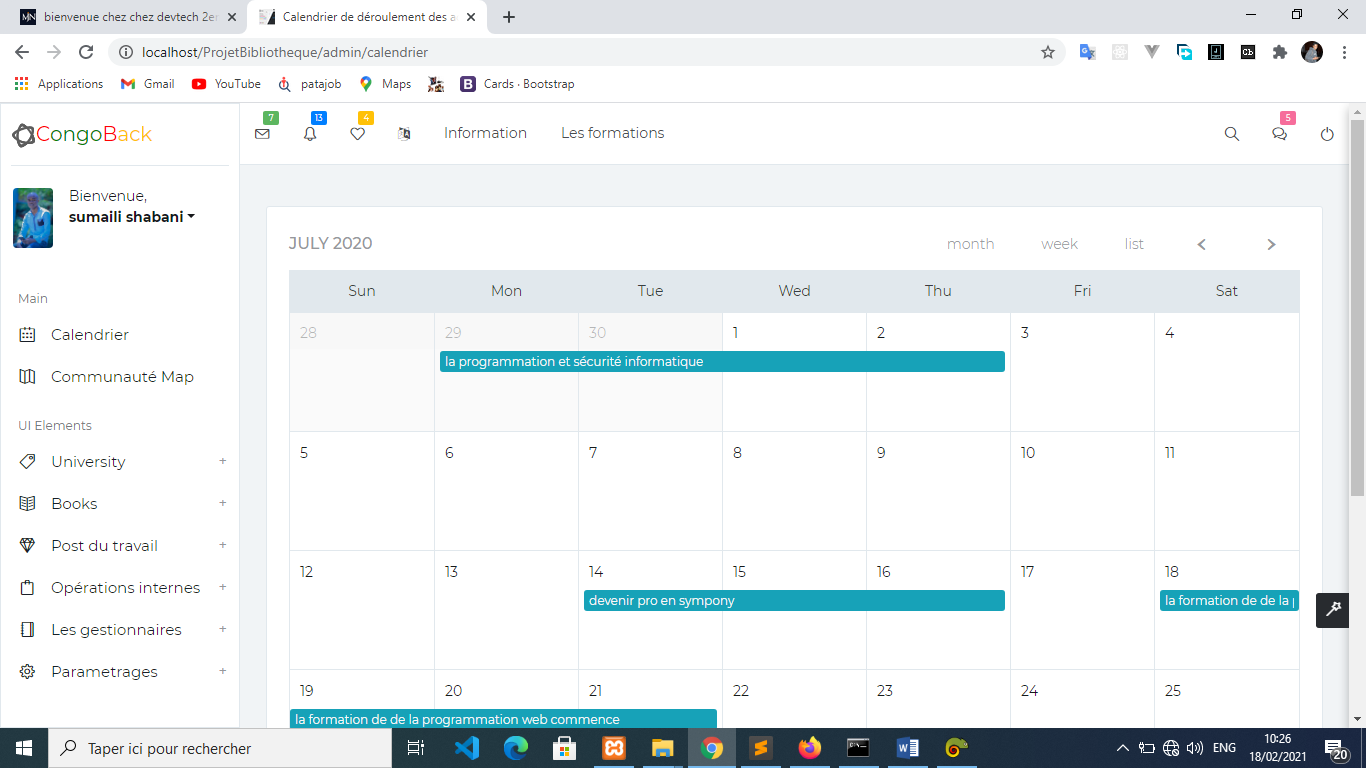 bienvenue chez chez devtech 2er
Calendrier de déroulement des a
localhost/ProjetBibliotheque/admin/calendrier
Applications
Gmail
YouTube
patajob
Maps
B Cards · Bootstrap
CongoBack
7
13
4
Information
Les formations
5
Bienvenue,
sumaili shabani
Main
Calendrier
Communauté Map
UI Elements
University +
Books +
Post du travail +
Opérations internes +
Les gestionnaires +
Parametrages +
JULY 2020
month week list
Sun Mon Tue Wed Thu Fri Sat
28 29 30 1 2 3 4
la programmation et sécurité informatique
5 6 7 8 9 10 11
12 13 14 15 16 17 18
devenir pro en sympony
la formation de de la
19 20 21 22 23 24 25
la formation de de la programmation web commence
Taper ici pour rechercher
ENG
10:26
18/02/2021
20